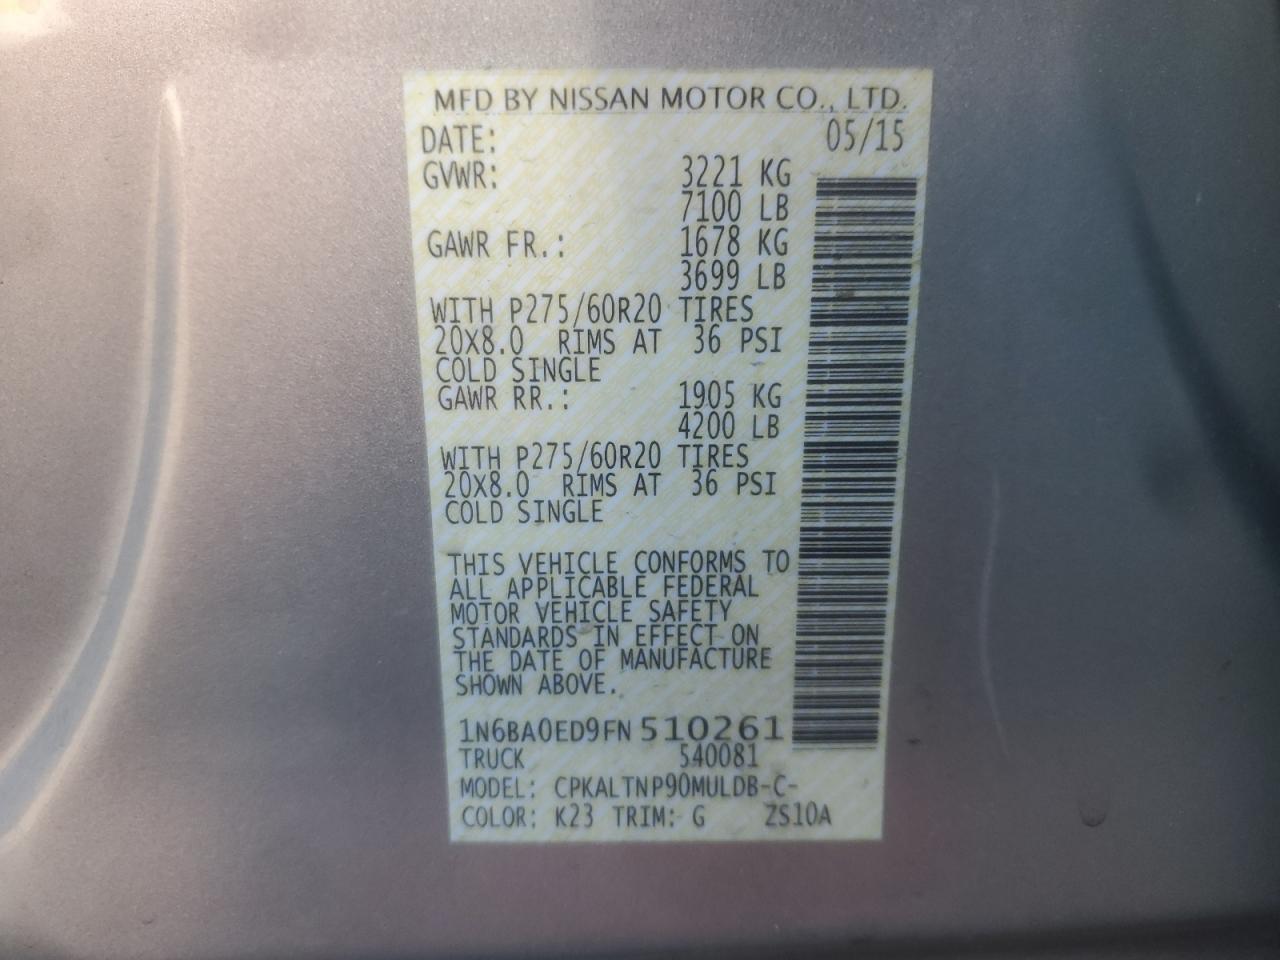 MFD BY NISSAN MOTOR CO., LTD.
DATE: 05/15
GVWR: 3221 KG
7100 LB
GAWR FR.: 1678 KG
3699 LB
WITH P275/60R20 TIRES
20X8.0 RIMS AT 36 PSI
COLD SINGLE
GAWR RR.: 1905 KG
4200 LB
WITH P275/60R20 TIRES
20X8.0 RIMS AT 36 PSI
COLD SINGLE
THIS VEHICLE CONFORMS TO
ALL APPLICABLE FEDERAL
MOTOR VEHICLE SAFETY
STANDARDS IN EFFECT ON
THE DATE OF MANUFACTURE
SHOWN ABOVE.
1N6BA0ED9FN 510261
TRUCK 540081
MODEL: CPKALTNP90MULDB-C-
COLOR: K23 TRIM: G ZS10A